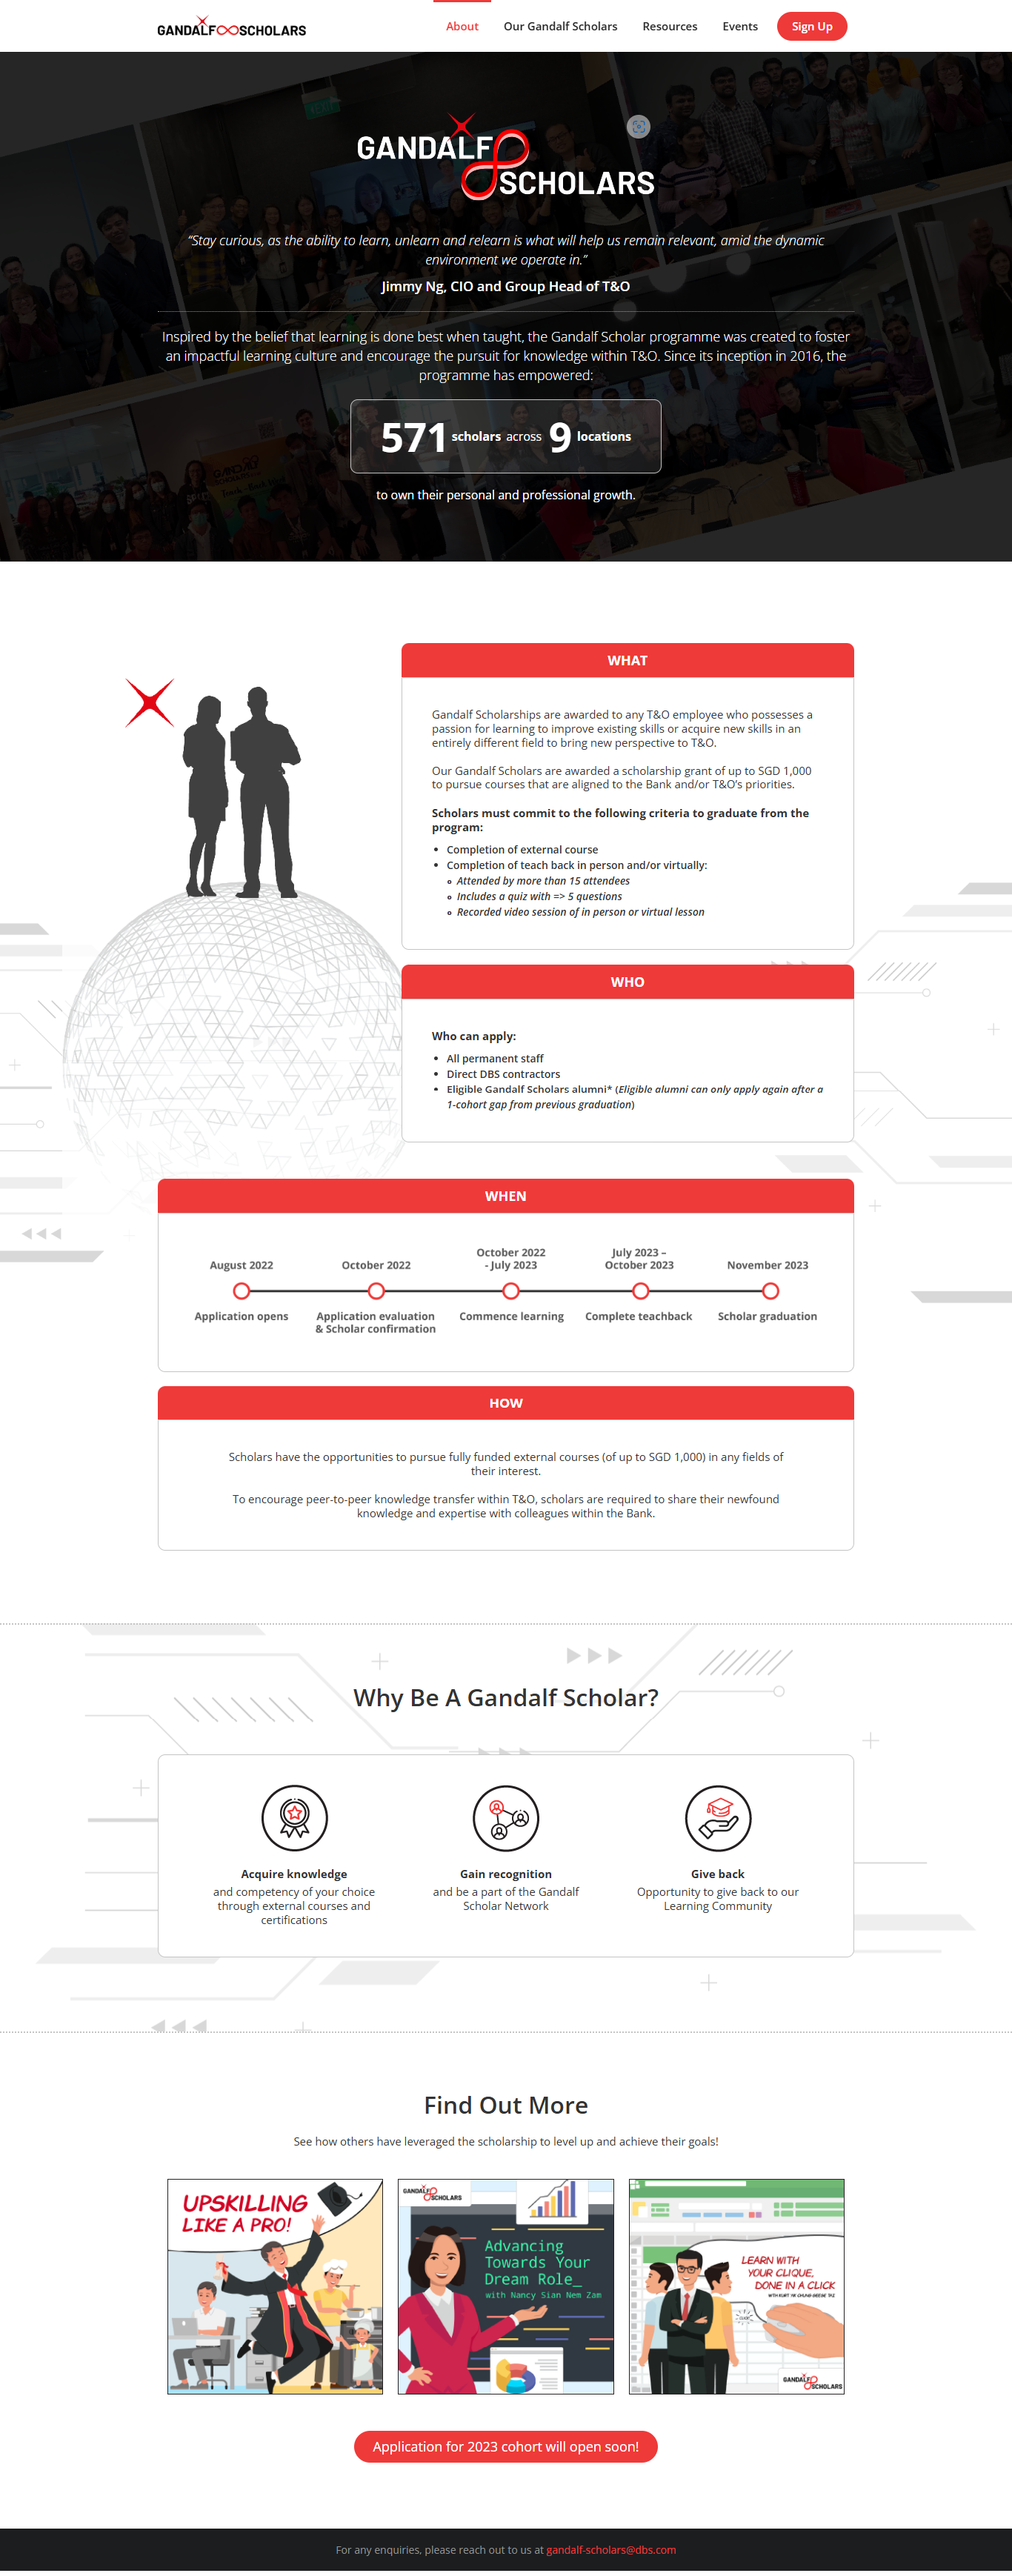 GANDALF SCHOLARS
About
Our Gandalf Scholars
Resources
Events
Sign Up
GANDALF
SCHOLARS
“Stay curious, as the ability to learn, unlearn and relearn is what will help us remain relevant, amid the dynamic
environment we operate in.”
Jimmy Ng, CIO and Group Head of T&O
Inspired by the belief that learning is done best when taught, the Gandalf Scholar programme was created to foster
an impactful learning culture and encourage the pursuit for knowledge within T&O. Since its inception in 2016, the
programme has empowered:
571 scholars across 9 locations
to own their personal and professional growth.
WHAT
Gandalf Scholarships are awarded to any T&O employee who possesses a
passion for learning to improve existing skills or acquire new skills in an
entirely different field to bring new perspective to T&O.
Our Gandalf Scholars are awarded a scholarship grant of up to SGD 1,000
to pursue courses that are aligned to the Bank and/or T&O’s priorities.
Scholars must commit to the following criteria to graduate from the
program:
Completion of external course
Completion of teach back in person and/or virtually:
Attended by more than 15 attendees
Includes a quiz with => 5 questions
Recorded video session of in person or virtual lesson
WHO
Who can apply:
All permanent staff
Direct DBS contractors
Eligible Gandalf Scholars alumni* (Eligible alumni can only apply again after a
1-cohort gap from previous graduation)
WHEN
August 2022
Application opens
October 2022
Application evaluation
& Scholar confirmation
October 2022
- July 2023
Commence learning
July 2023 –
October 2023
Complete teachback
November 2023
Scholar graduation
HOW
Scholars have the opportunities to pursue fully funded external courses (of up to SGD 1,000) in any fields of
their interest.
To encourage peer-to-peer knowledge transfer within T&O, scholars are required to share their newfound
knowledge and expertise with colleagues within the Bank.
Why Be A Gandalf Scholar?
Acquire knowledge
and competency of your choice
through external courses and
certifications
Gain recognition
and be a part of the Gandalf
Scholar Network
Give back
Opportunity to give back to our
Learning Community
Find Out More
See how others have leveraged the scholarship to level up and achieve their goals!
UPSKILLING
LIKE A PRO!
GANDALF
SCHOLARS
Advancing
Towards Your
Dream Role_
with Nancy Sian Nem Zam
LEARN WITH
YOUR CLIQUE,
DONE IN A CLICK
GANDALF
SCHOLARS
Application for 2023 cohort will open soon!
For any enquiries, please reach out to us at gandalf-scholars@dbs.com